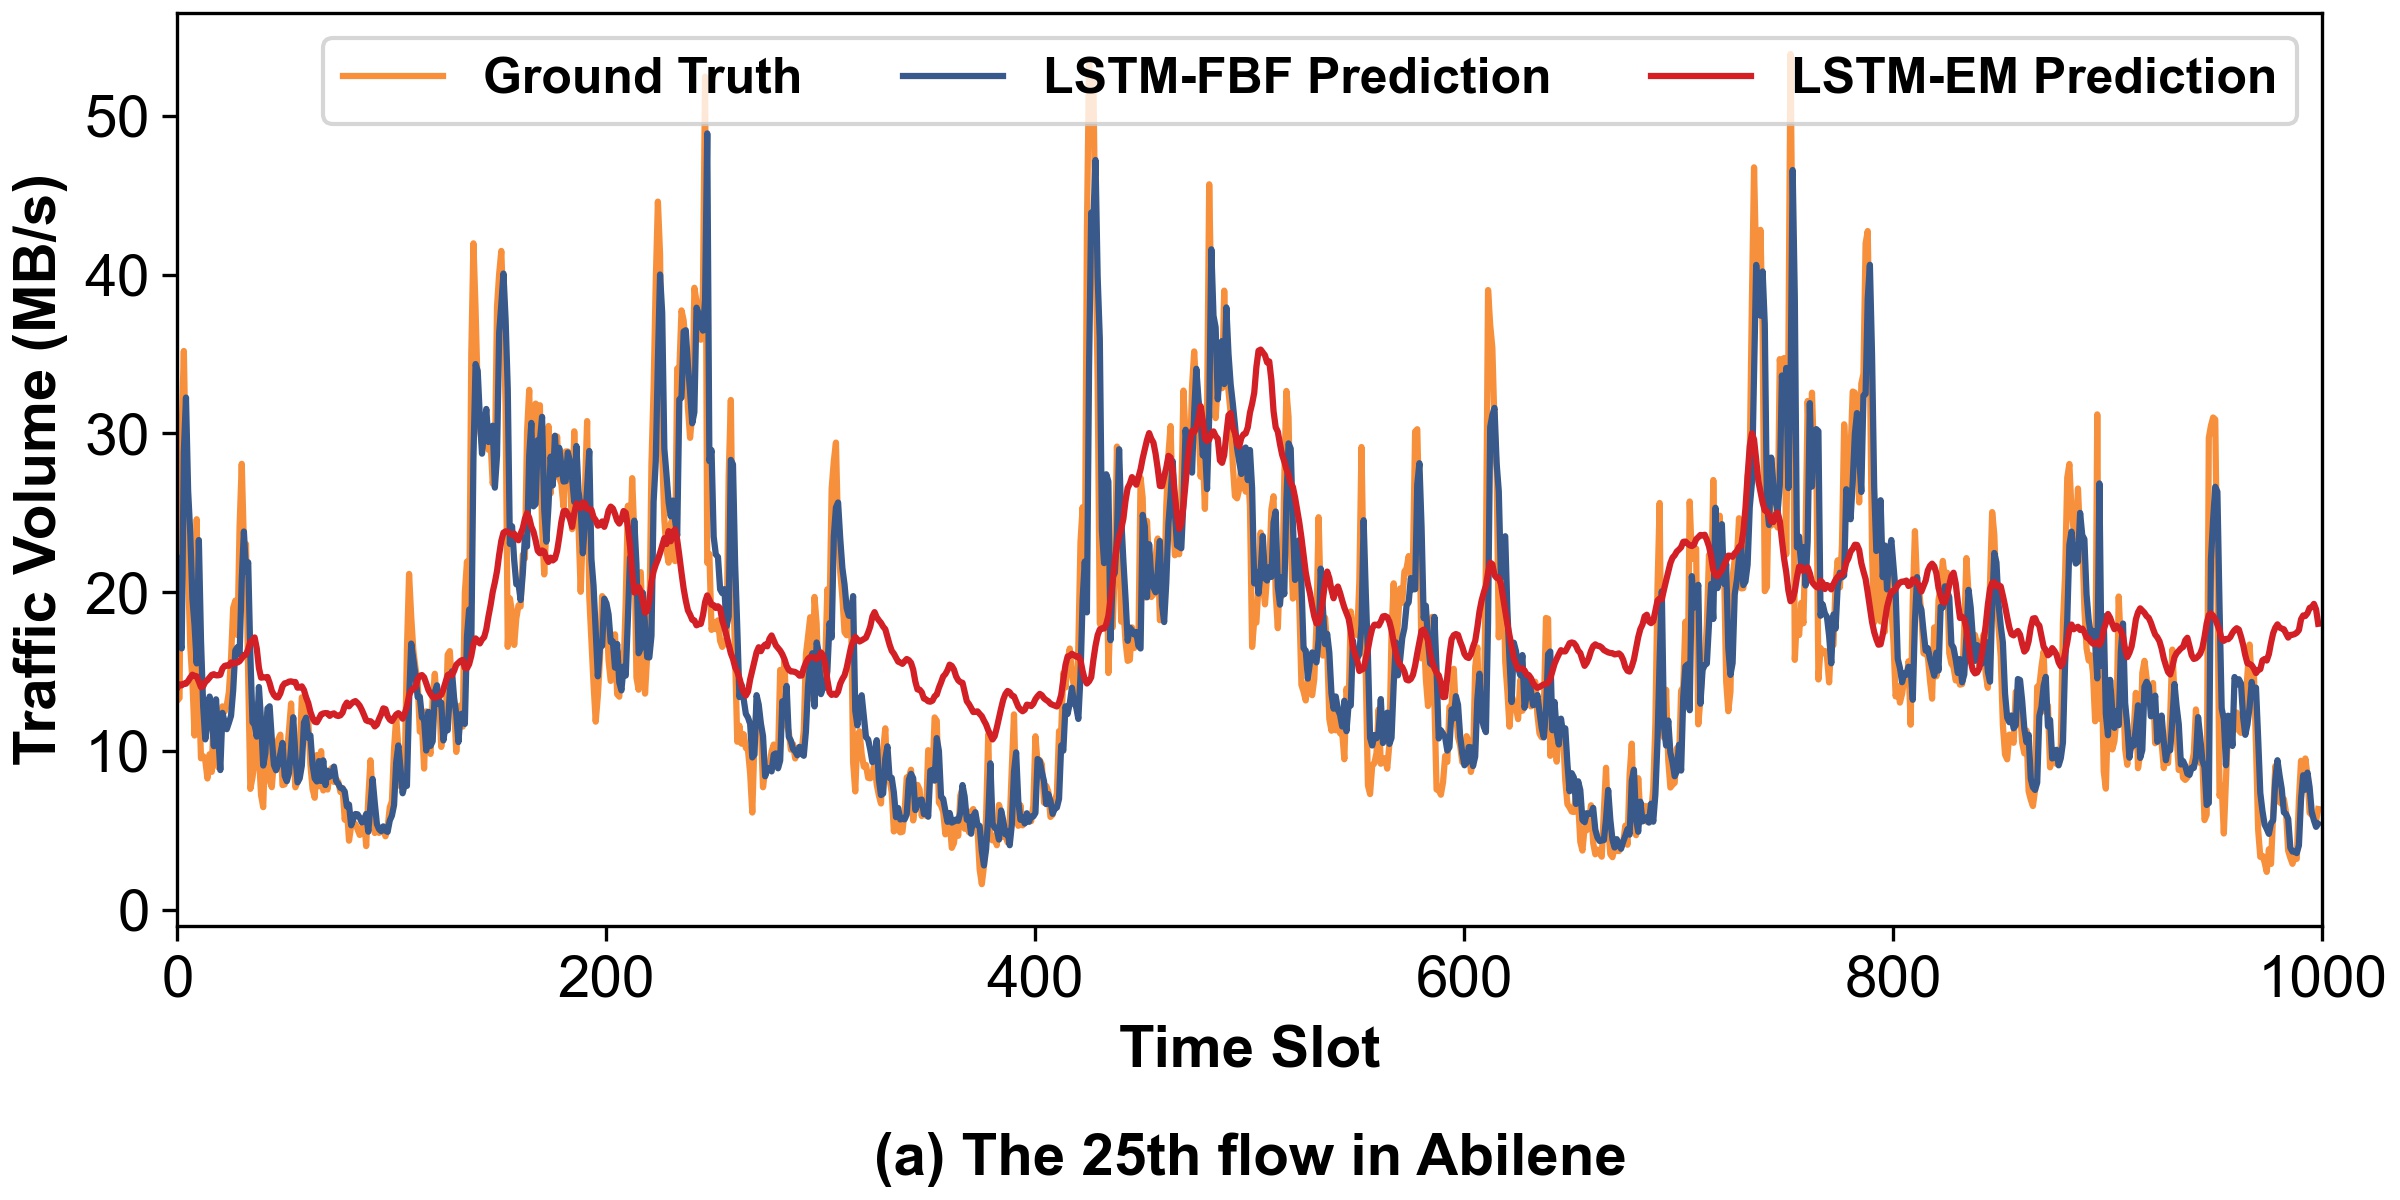 Ground Truth LSTM-FBF Prediction LSTM-EM Prediction
Traffic Volume (MB/s)
50
40
30
20
10
0
0 200 400 600 800 1000
Time Slot
(a) The 25th flow in Abilene